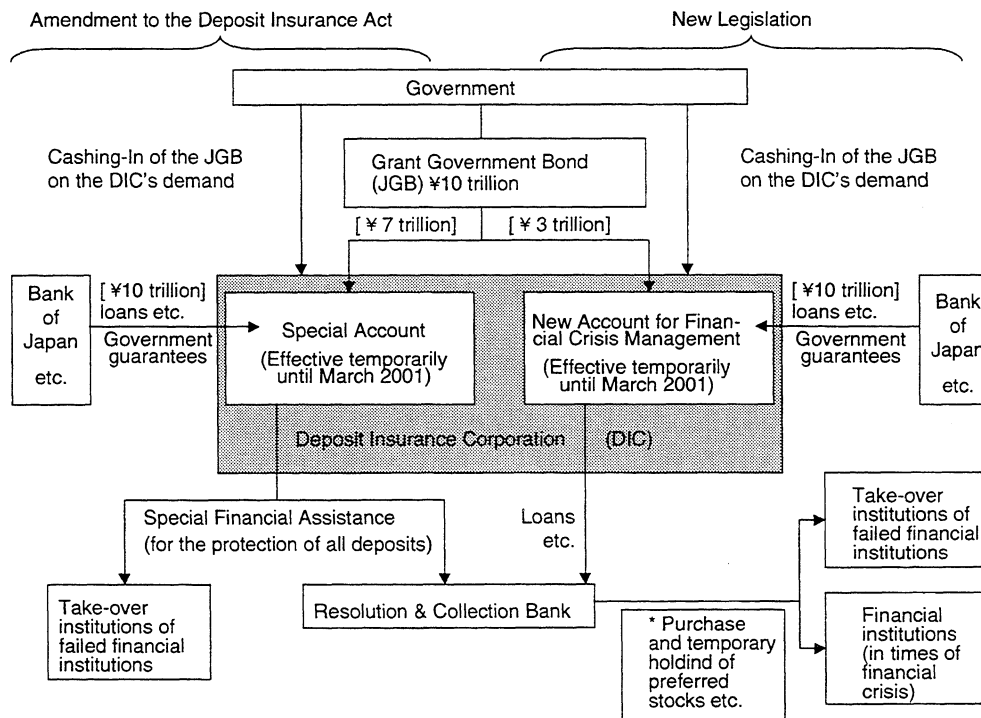 Amendment to the Deposit Insurance Act
New Legislation
Government
Cashing-In of the JGB
on the DIC's demand
Grant Government Bond
(JGB) ¥10 trillion
Cashing-In of the JGB
on the DIC's demand
[ ¥ 7 trillion]
[ ¥ 3 trillion]
Bank
of
Japan
etc.
[ ¥10 trillion]
loans etc.
Government
guarantees
Special Account
(Effective temporarily
until March 2001)
New Account for Finan-
cial Crisis Management
(Effective temporarily
until March 2001)
[ ¥10 trillion]
loans etc.
Government
guarantees
Bank
of
Japan
etc.
Deposit Insurance Corporation (DIC)
Special Financial Assistance
(for the protection of all deposits)
Loans
etc.
Take-over
institutions of
failed financial
institutions
Take-over
institutions of
failed financial
institutions
Resolution & Collection Bank
* Purchase
and temporary
holdind of
preferred
stocks etc.
Financial
institutions
(in times of
financial
crisis)